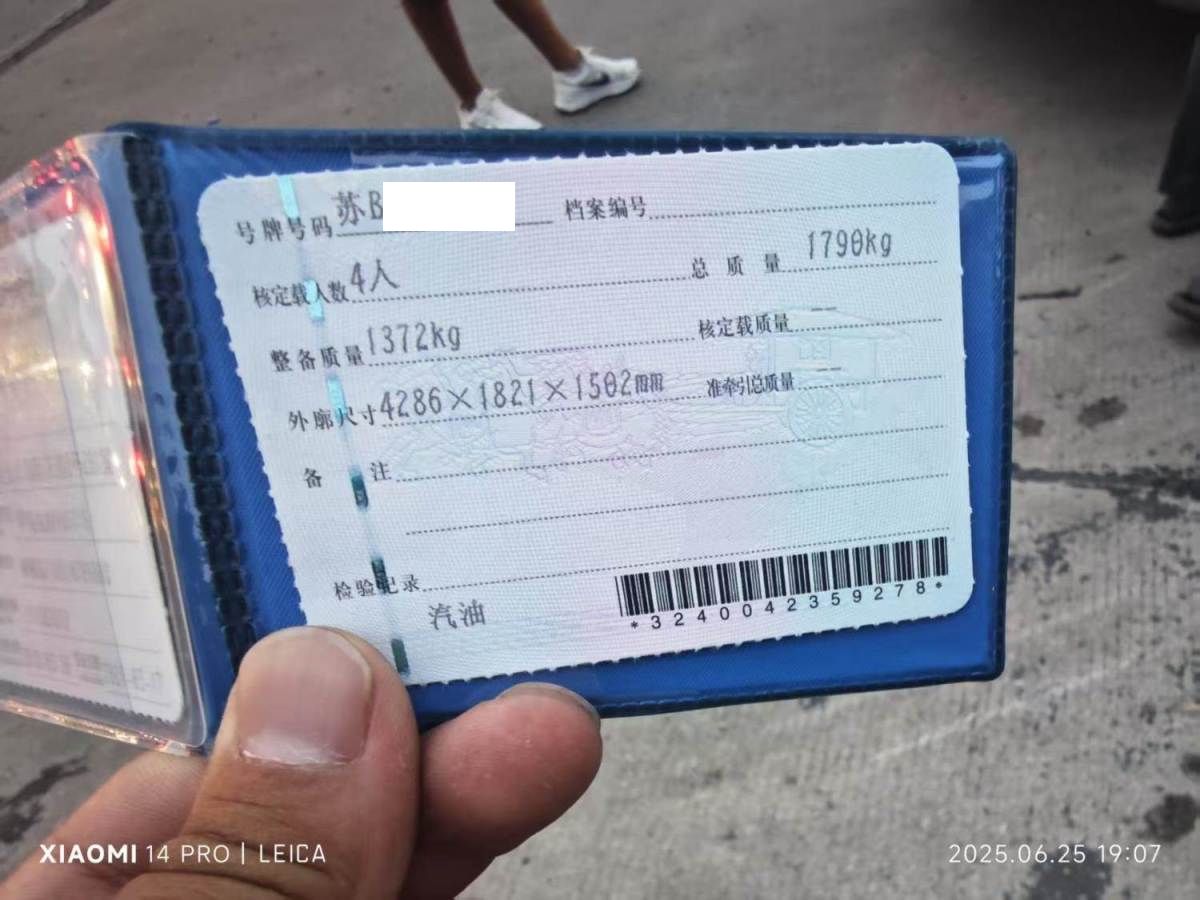 号牌号码 苏B 档案编号
核定载人数 4人 总质量 1790kg
整备质量 1372kg 核定载质量 --
外廓尺寸 4286×1821×1502mm 准牵引总质量 --
备注
检验记录
汽油
*3240042359278*
XIAOMI 14 PRO | LEICA
2025.06.25 19:07